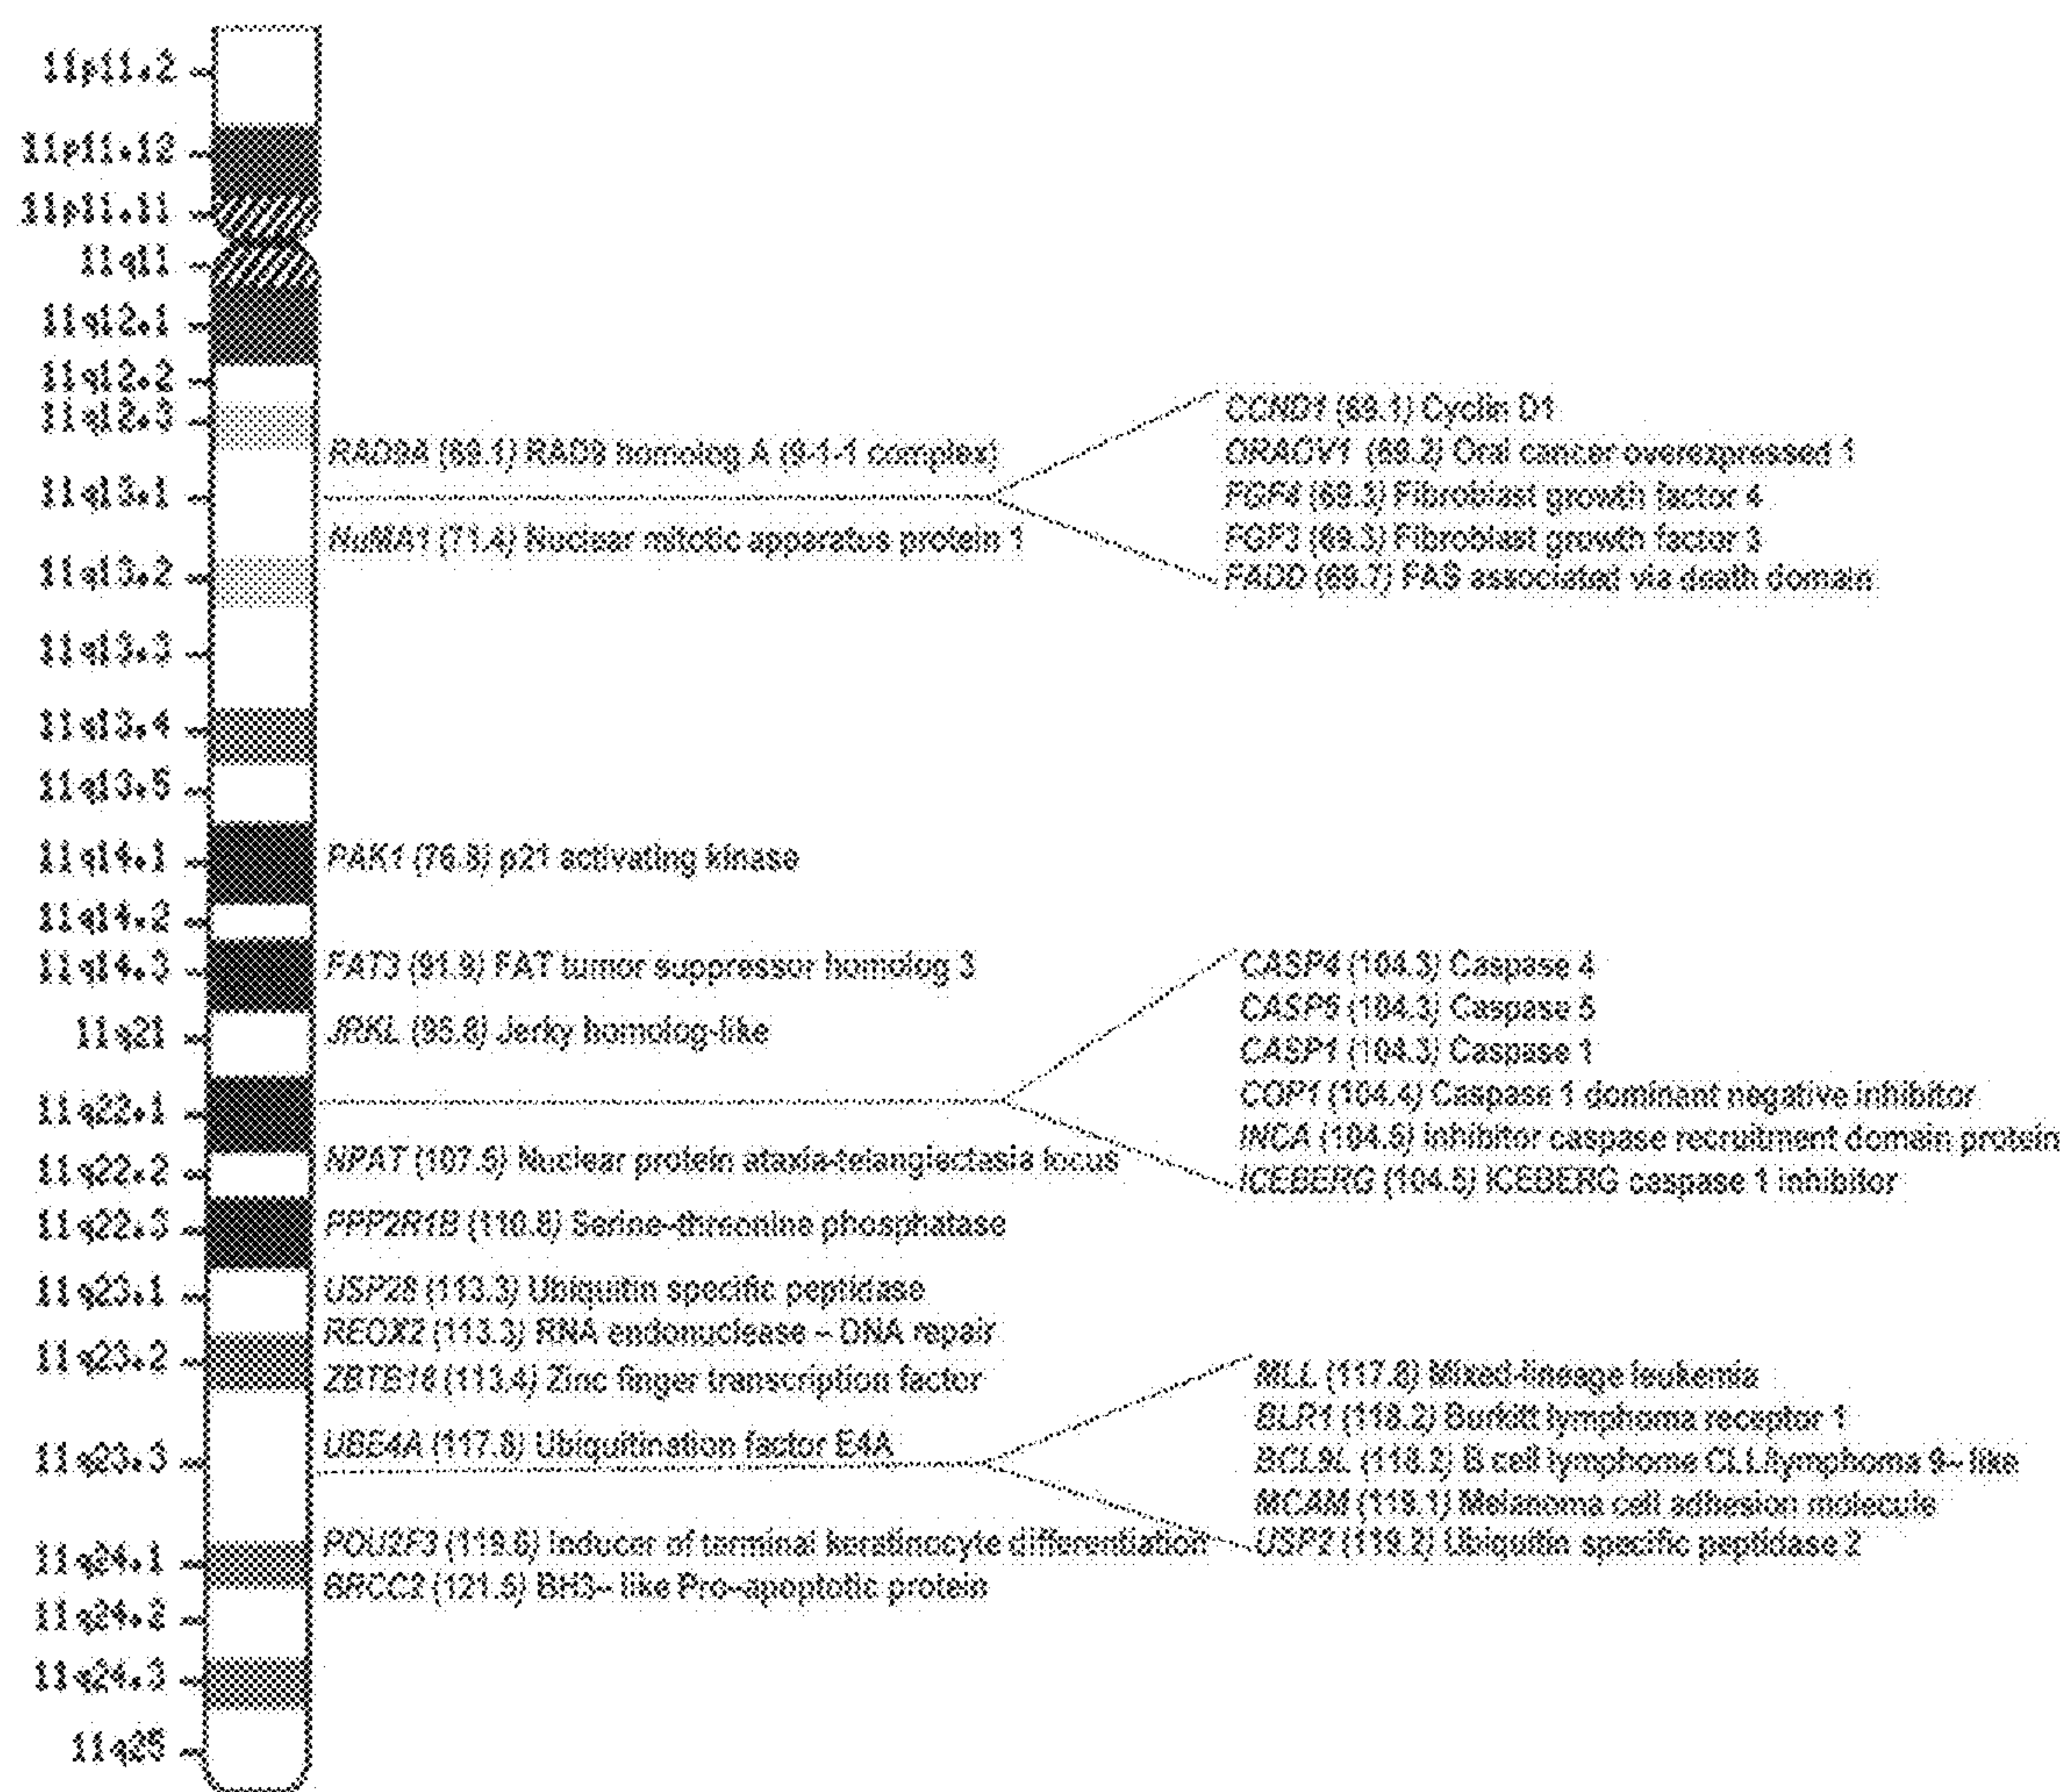 11p11.2
11p11.12
11p11.11
11q11
11q12.1
11q12.2
11q12.3
11q13.1
11q13.2
11q13.3
11q13.4
11q13.5
11q14.1
11q14.2
11q14.3
11q21
11q22.1
11q22.2
11q22.3
11q23.1
11q23.2
11q23.3
11q24.1
11q24.2
11q24.3
11q25
RAD9A RAD9 homolog A (9-1-1 complex)
NuMA1 (71.4) Nuclear mitotic apparatus protein 1
PAK1 (76.8) p21 activating kinase
FAT3 (91.9) FAT tumor suppressor homolog 3
JRKL Jerky homolog-like
NPAT (107.5) Nuclear protein ataxia-telangiectasia locus
PPP2R1B (110.8) Serine-threonine phosphatase
USP28 (113.3) Ubiquitin specific peptidase
REOX2 (113.3) RNA endonuclease - DNA repair
ZBTB16 (113.4) Zinc finger transcription factor
UBE4A (117.8) Ubiquitination factor E4A
POU2F3 (119.6) Inducer of terminal keratinocyte differentiation
BRCC2 (121.5) BH3- like Pro-apoptotic protein
CCND1 (69.1) Cyclin D1
ORAOV1 (69.2) Oral cancer overexpressed 1
FGF4 (69.3) Fibroblast growth factor 4
FGF3 (69.3) Fibroblast growth factor 3
FADD (69.7) FAS associated via death domain
CASP4 (104.3) Caspase 4
CASP5 (104.3) Caspase 5
CASP1 (104.3) Caspase 1
COP1 (104.4) Caspase 1 dominant negative inhibitor
INCA Inhibitor caspase recruitment domain protein
ICEBERG (104.5) ICEBERG caspase 1 inhibitor
MLL (117.8) Mixed-lineage leukemia
BLR1 (118.2) Burkitt lymphoma receptor 1
BCL9L (118.2) B cell lymphoma CLL/lymphoma 9- like
MCAM (119.1) Melanoma cell adhesion molecule
USP2 (119.2) Ubiquitin specific peptidase 2